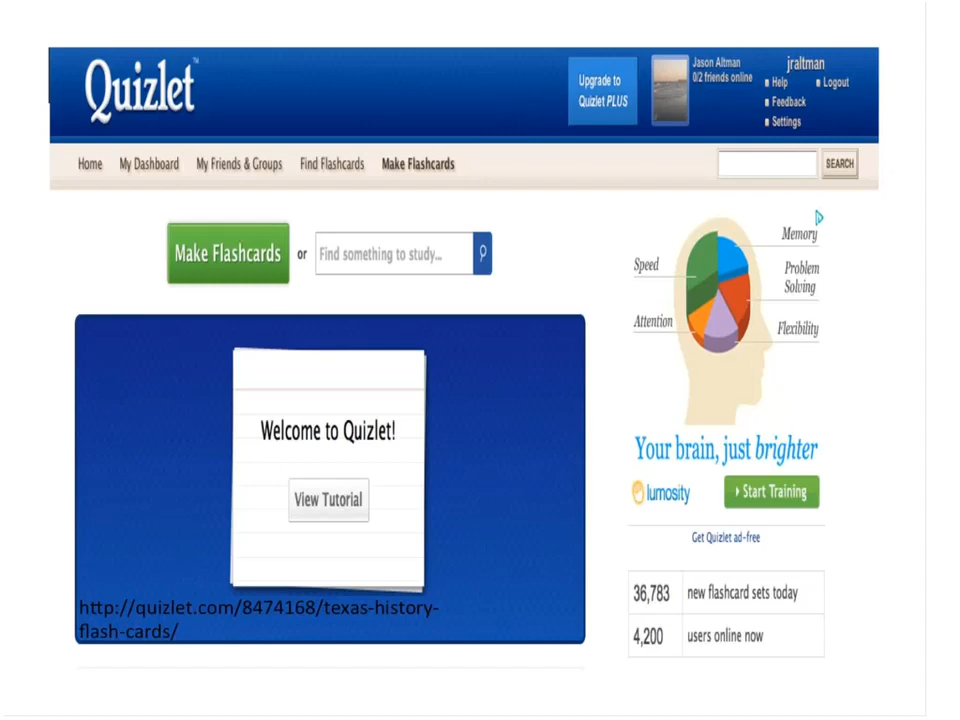 Quizlet™
Upgrade to
Quizlet PLUS
Jason Altman
0/2 friends online
jraltman
Help
Logout
Feedback
Settings
Home My Dashboard My Friends & Groups Find Flashcards Make Flashcards
SEARCH
Make Flashcards or Find something to study...
Memory
Speed
Problem
Solving
Attention
Flexibility
Welcome to Quizlet!
View Tutorial
Your brain, just brighter
lumosity
Start Training
Get Quizlet ad-free
36,783 new flashcard sets today
4,200 users online now
http://quizlet.com/8474168/texas-history-
flash-cards/